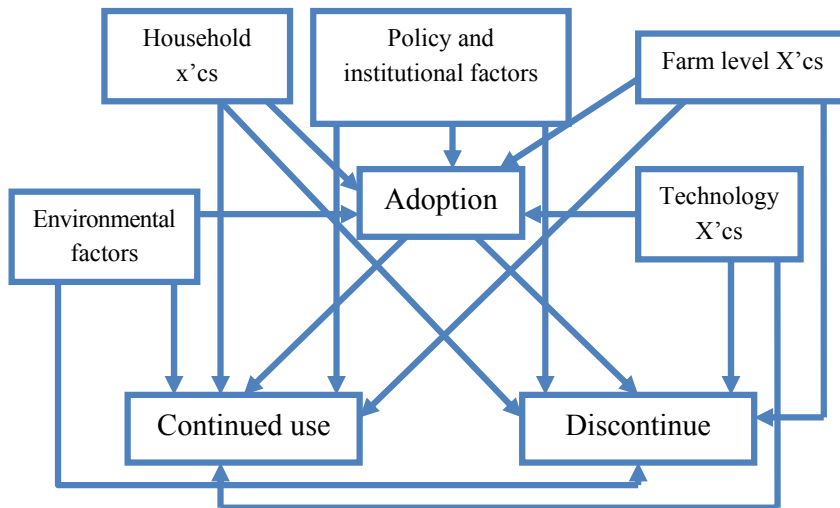 Household
x’cs
Policy and
institutional factors
Farm level X’cs
Adoption
Environmental
factors
Technology
X’cs
Continued use
Discontinue